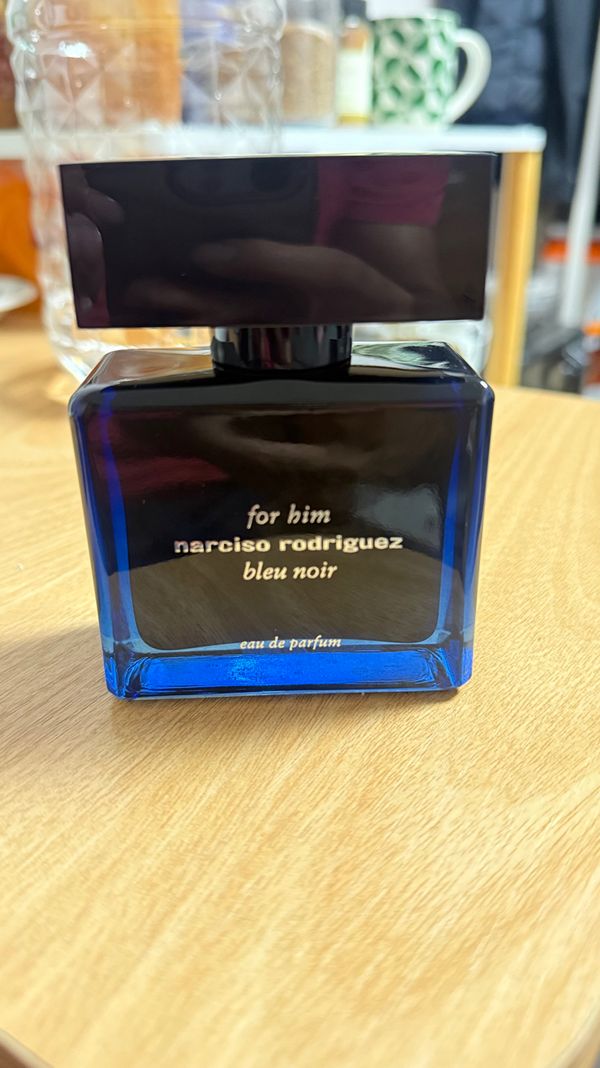 for him
narciso rodriguez
bleu noir
eau de parfum